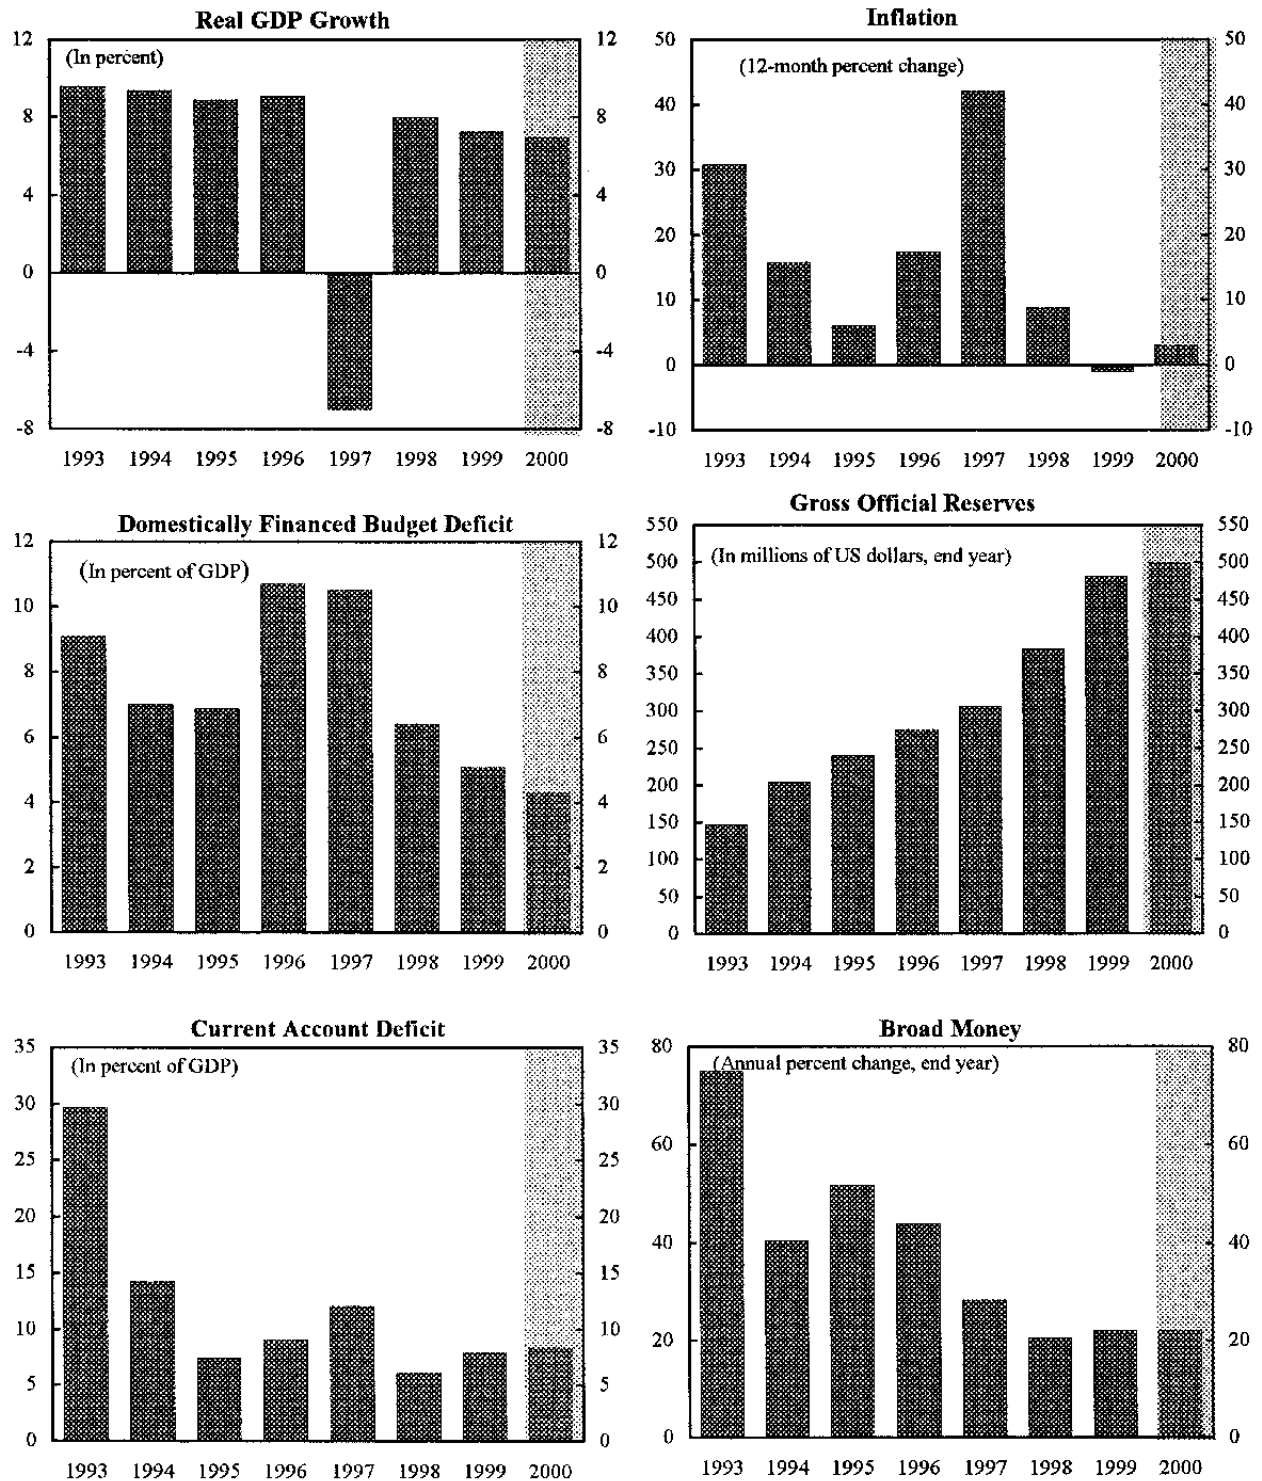 Real GDP Growth
(In percent)
12 12
8 8
4 4
0 0
-4 -4
-8 -8
1993 1994 1995 1996 1997 1998 1999 2000
Inflation
(12-month percent change)
50 50
40 40
30 30
20 20
10 10
0 0
-10 -10
1993 1994 1995 1996 1997 1998 1999 2000
Domestically Financed Budget Deficit
12 12
(In percent of GDP)
10 10
8 8
6 6
4 4
2 2
0 0
1993 1994 1995 1996 1997 1998 1999 2000
Gross Official Reserves
550 550
(In millions of US dollars, end year)
500 500
450 450
400 400
350 350
300 300
250 250
200 200
150 150
100 100
50 50
0 0
1993 1994 1995 1996 1997 1998 1999 2000
Current Account Deficit
35 35
(In percent of GDP)
30 30
25 25
20 20
15 15
10 10
5 5
0 0
1993 1994 1995 1996 1997 1998 1999 2000
Broad Money
80 80
(Annual percent change, end year)
60 60
40 40
20 20
0 0
1993 1994 1995 1996 1997 1998 1999 2000